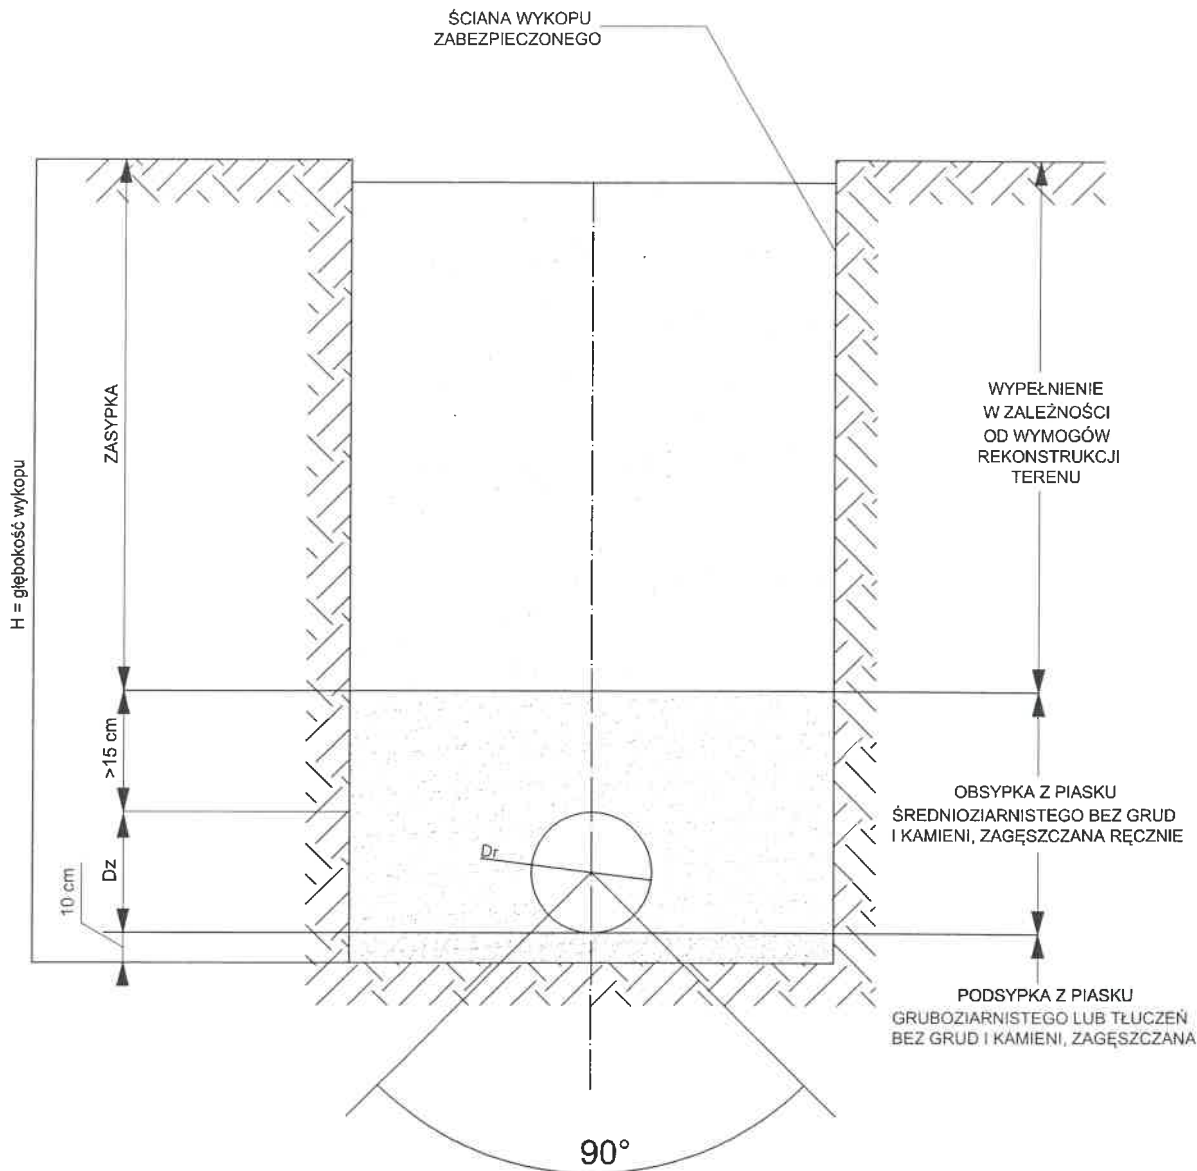 ŚCIANA WYKOPU
ZABEZPIECZONEGO
ZASYPKA
H = głębokość wykopu
WYPEŁNIENIE
W ZALEŻNOŚCI
OD WYMOGÓW
REKONSTRUKCJI
TERENU
>15 cm
Dz
10 cm
Dr
OBSYPKA Z PIASKU
ŚREDNIOZIARNISTEGO BEZ GRUD
I KAMIENI, ZAGĘSZCZANA RĘCZNIE
PODSYPKA Z PIASKU
GRUBOZIARNISTEGO LUB TŁUCZEŃ
BEZ GRUD I KAMIENI, ZAGĘSZCZANA
90°